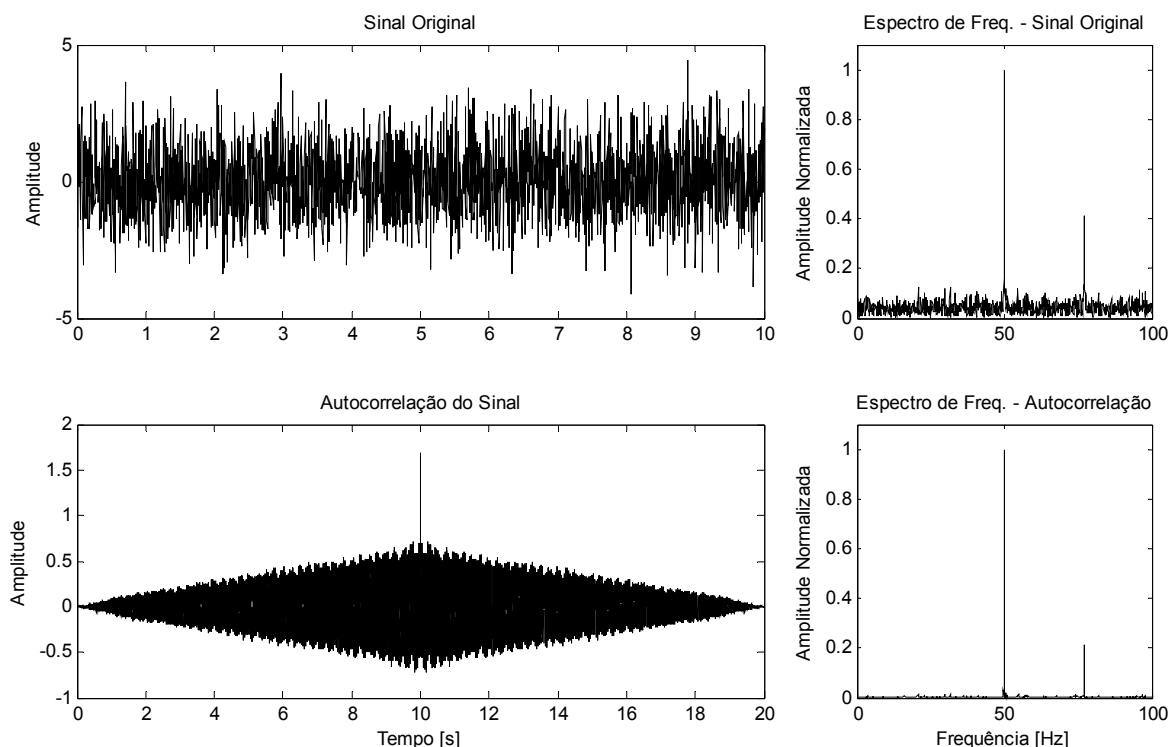 Sinal Original
Amplitude
5
0
-5
0 1 2 3 4 5 6 7 8 9 10
Espectro de Freq. - Sinal Original
Amplitude Normalizada
1
0.8
0.6
0.4
0.2
0
0 50 100
Autocorrelação do Sinal
Amplitude
2
1.5
1
0.5
0
-0.5
-1
0 2 4 6 8 10 12 14 16 18 20
Tempo [s]
Espectro de Freq. - Autocorrelação
Amplitude Normalizada
1
0.8
0.6
0.4
0.2
0
0 50 100
Frequência [Hz]